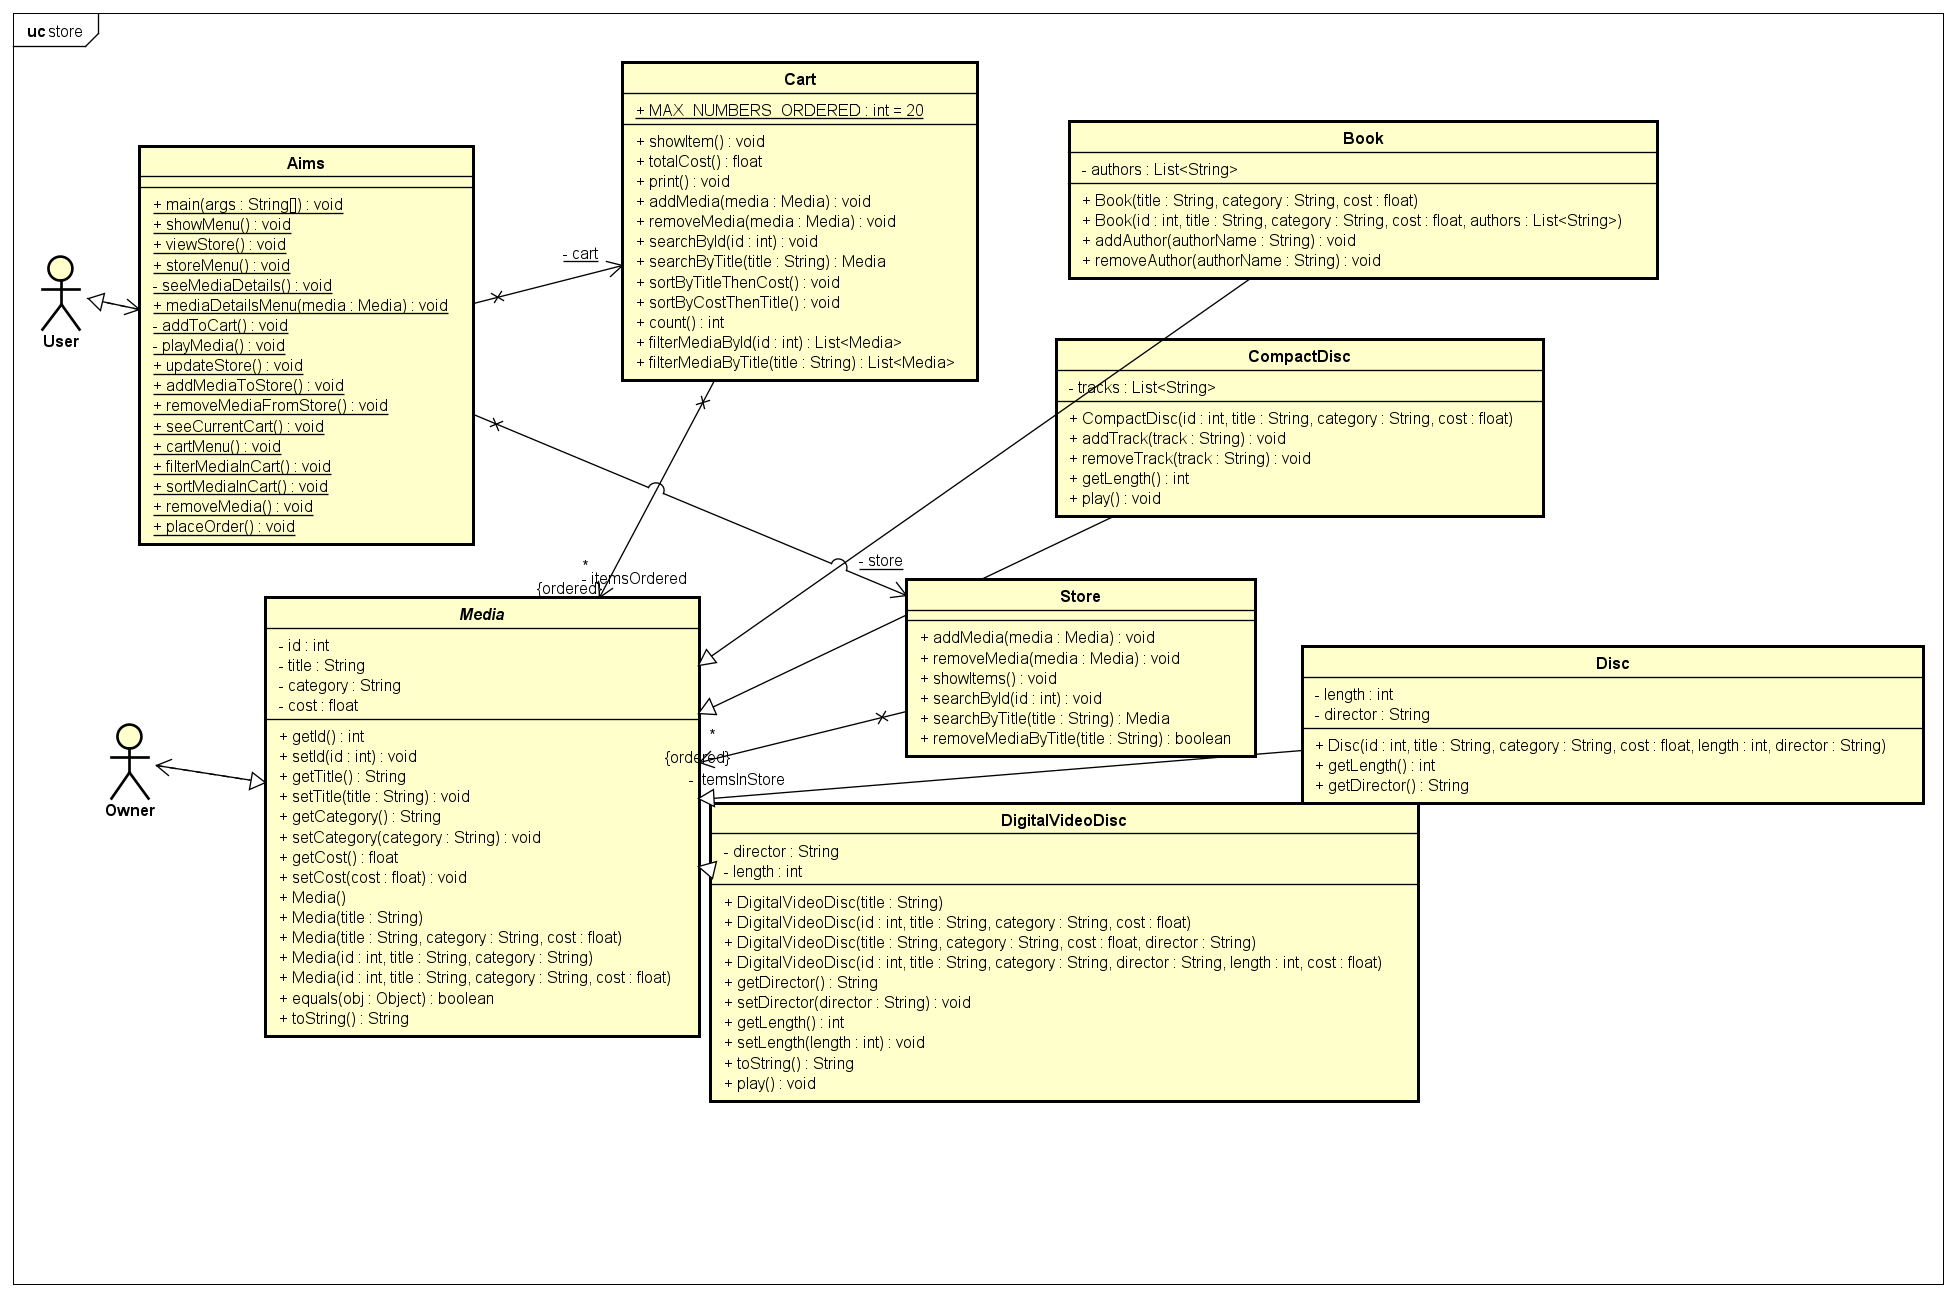 uc store
User
Aims
+ main(args : String[]) : void
+ showMenu() : void
+ viewStore() : void
+ storeMenu() : void
- seeMediaDetails() : void
+ mediaDetailsMenu(media : Media) : void
- addToCart() : void
- playMedia() : void
+ updateStore() : void
+ addMediaToStore() : void
+ removeMediaFromStore() : void
+ seeCurrentCart() : void
+ cartMenu() : void
+ filterMediaInCart() : void
+ sortMediaInCart() : void
+ removeMedia() : void
+ placeOrder() : void
- cart
Cart
+ MAX_NUMBERS_ORDERED : int = 20
+ showItem() : void
+ totalCost() : float
+ print() : void
+ addMedia(media : Media) : void
+ removeMedia(media : Media) : void
+ searchById(id : int) : void
+ searchByTitle(title : String) : Media
+ sortByTitleThenCost() : void
+ sortByCostThenTitle() : void
+ count() : int
+ filterMediaById(id : int) : List<Media>
+ filterMediaByTitle(title : String) : List<Media>
Book
- authors : List<String>
+ Book(title : String, category : String, cost : float)
+ Book(id : int, title : String, category : String, cost : float, authors : List<String>)
+ addAuthor(authorName : String) : void
+ removeAuthor(authorName : String) : void
CompactDisc
- tracks : List<String>
+ CompactDisc(id : int, title : String, category : String, cost : float)
+ addTrack(track : String) : void
+ removeTrack(track : String) : void
+ getLength() : int
+ play() : void
*
- itemsOrdered
{ordered}
- store
Store
+ addMedia(media : Media) : void
+ removeMedia(media : Media) : void
+ showItems() : void
+ searchById(id : int) : void
+ searchByTitle(title : String) : Media
+ removeMediaByTitle(title : String) : boolean
*
{ordered}
- itemsInStore
Owner
Media
- id : int
- title : String
- category : String
- cost : float
+ getId() : int
+ setId(id : int) : void
+ getTitle() : String
+ setTitle(title : String) : void
+ getCategory() : String
+ setCategory(category : String) : void
+ getCost() : float
+ setCost(cost : float) : void
+ Media()
+ Media(title : String)
+ Media(title : String, category : String, cost : float)
+ Media(id : int, title : String, category : String)
+ Media(id : int, title : String, category : String, cost : float)
+ equals(obj : Object) : boolean
+ toString() : String
Disc
- length : int
- director : String
+ Disc(id : int, title : String, category : String, cost : float, length : int, director : String)
+ getLength() : int
+ getDirector() : String
DigitalVideoDisc
- director : String
- length : int
+ DigitalVideoDisc(title : String)
+ DigitalVideoDisc(id : int, title : String, category : String, cost : float)
+ DigitalVideoDisc(title : String, category : String, cost : float, director : String)
+ DigitalVideoDisc(id : int, title : String, category : String, director : String, length : int, cost : float)
+ getDirector() : String
+ setDirector(director : String) : void
+ getLength() : int
+ setLength(length : int) : void
+ toString() : String
+ play() : void